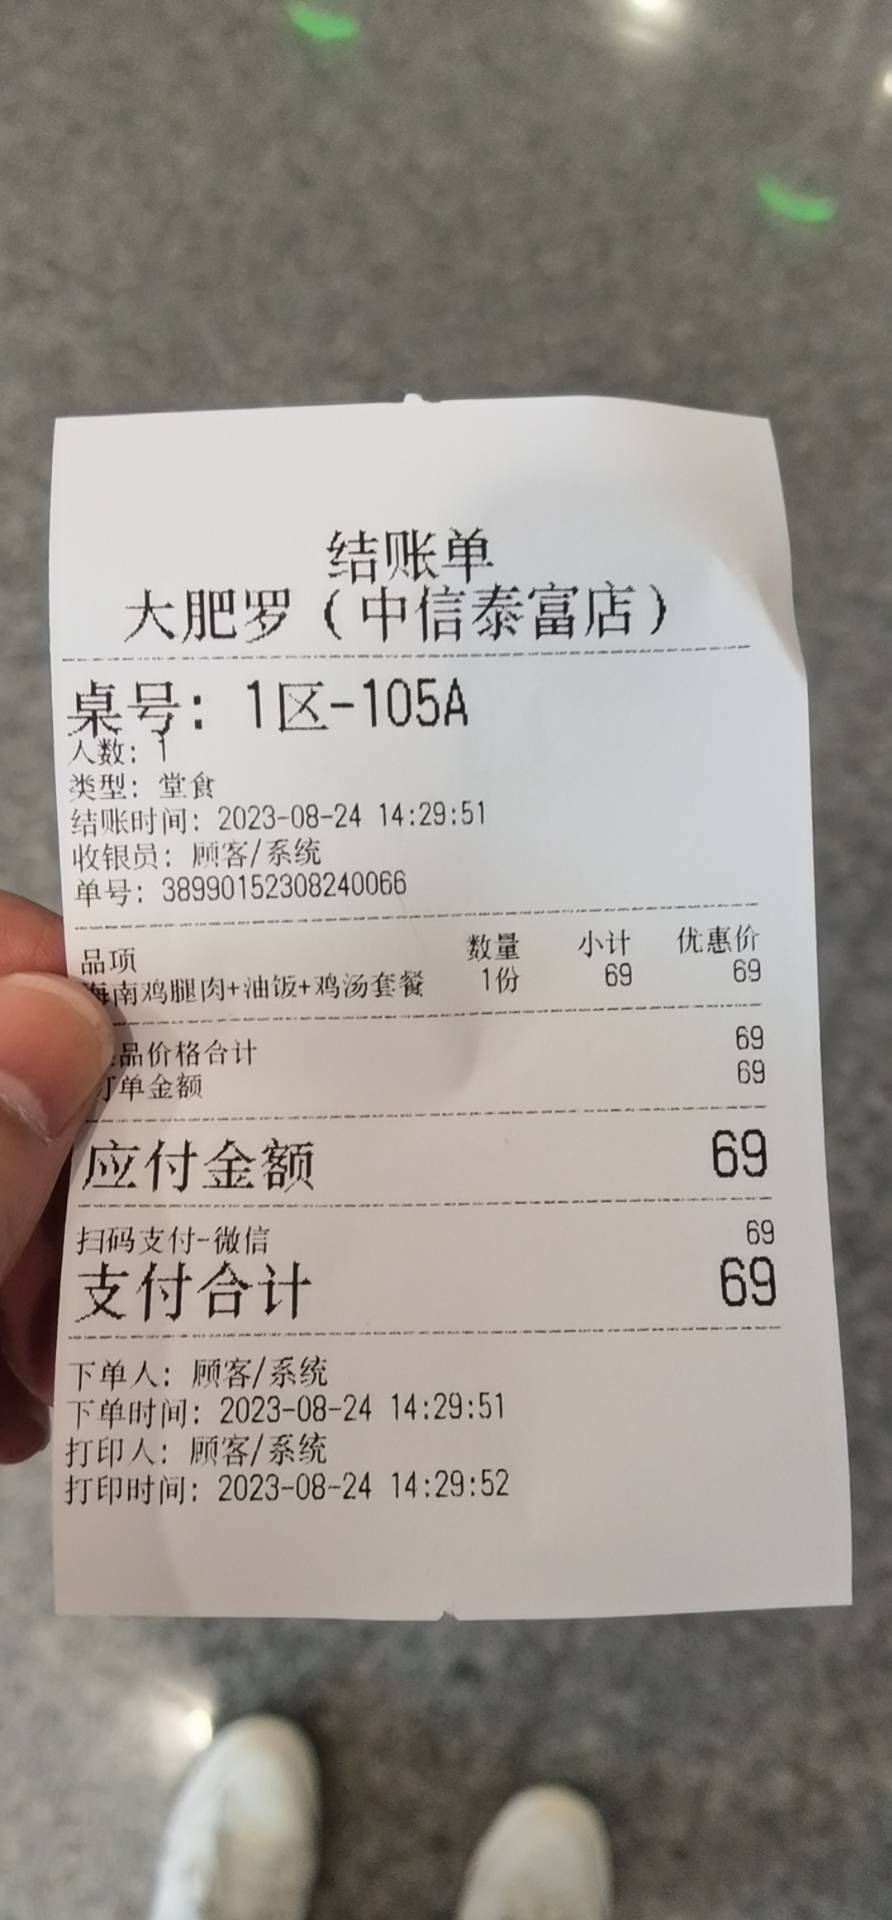 结账单
大肥罗（中信泰富店）
桌号: 1区-105A
人数: 1
类型: 堂食
结账时间: 2023-08-24 14:29:51
收银员: 顾客/系统
单号: 38990152308240066
品项 数量 小计 优惠价
海南鸡腿肉+油饭+鸡汤套餐 1份 69 69
品价格合计 69
订单金额 69
应付金额 69
扫码支付-微信 69
支付合计 69
下单人: 顾客/系统
下单时间: 2023-08-24 14:29:51
打印人: 顾客/系统
打印时间: 2023-08-24 14:29:52